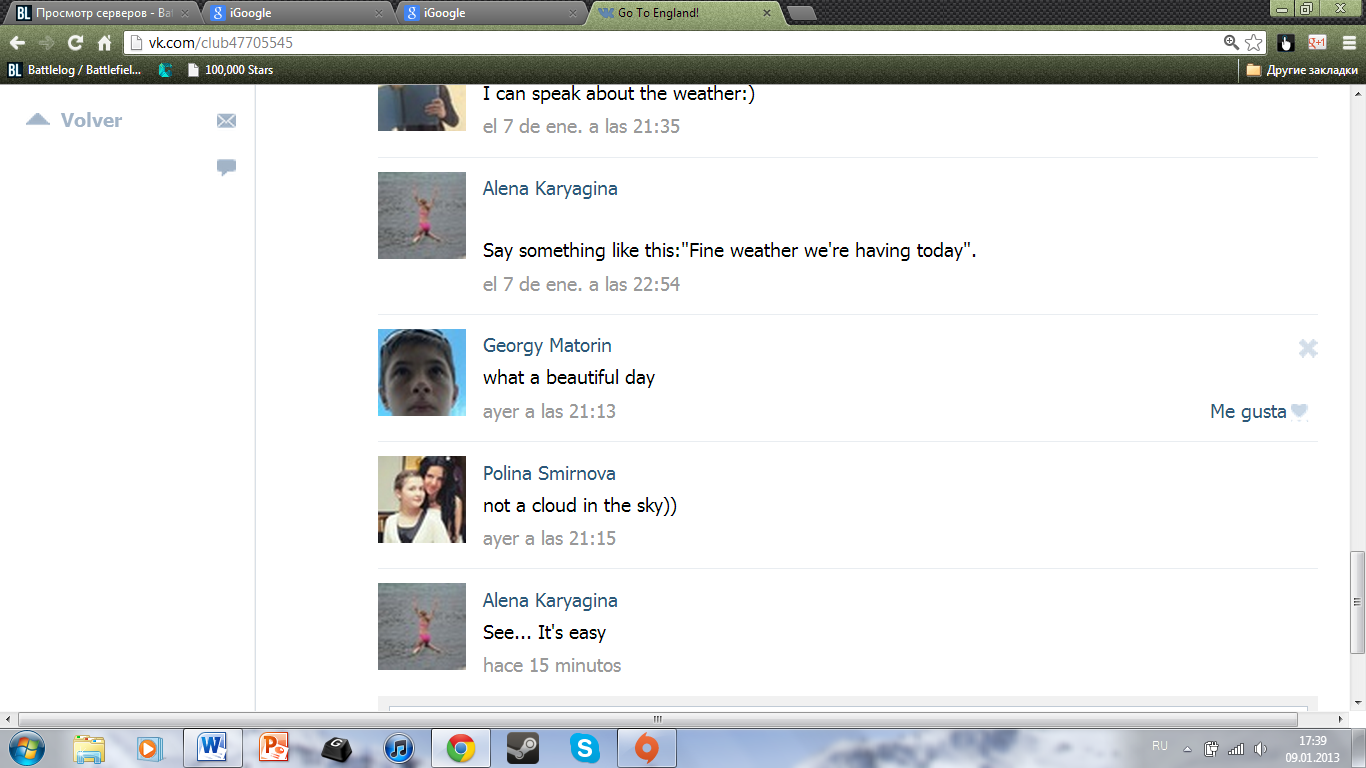 Просмотр серверов - Bat
iGoogle
iGoogle
Go To England!
vk.com/club47705545
BL Battlelog / Battlefiel...
100,000 Stars
Другие закладки
Volver
I can speak about the weather:)
el 7 de ene. a las 21:35
Alena Karyagina
Say something like this:"Fine weather we're having today".
el 7 de ene. a las 22:54
Georgy Matorin
what a beautiful day
ayer a las 21:13
Me gusta
Polina Smirnova
not a cloud in the sky))
ayer a las 21:15
Alena Karyagina
See... It's easy
hace 15 minutos
RU
17:39
09.01.2013